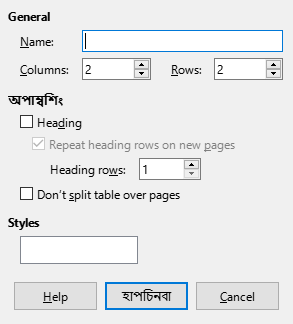 General
Name:
Columns: 2 Rows: 2
অপাম্বশিং
Heading
Repeat heading rows on new pages
Heading rows: 1
Don't split table over pages
Styles
Help হাপচিনবা Cancel